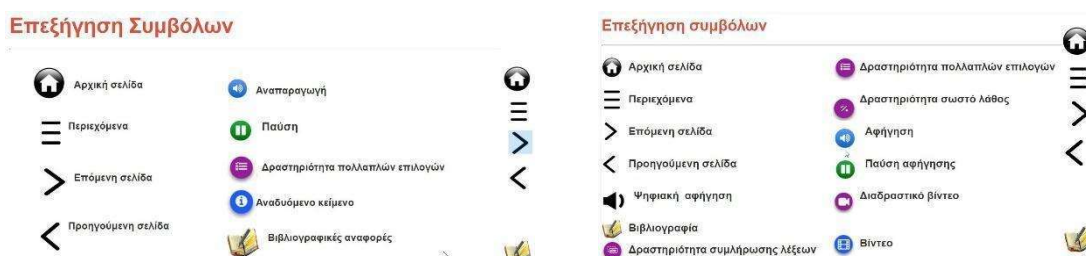 Επεξήγηση Συμβόλων
Αρχική σελίδα
Περιεχόμενα
Επόμενη σελίδα
Προηγούμενη σελίδα
Αναπαραγωγή
Παύση
Δραστηριότητα πολλαπλών επιλογών
Αναδυόμενο κείμενο
Βιβλιογραφικές αναφορές
Επεξήγηση συμβόλων
Αρχική σελίδα
Περιεχόμενα
Επόμενη σελίδα
Προηγούμενη σελίδα
Ψηφιακή αφήγηση
Βιβλιογραφία
Δραστηριότητα συμλήρωσης λέξεων
Δραστηριότητα πολλαπλών επιλογών
Δραστηριότητα σωστό λάθος
Αφήγηση
Παύση αφήγησης
Διαδραστικό βίντεο
Βίντεο